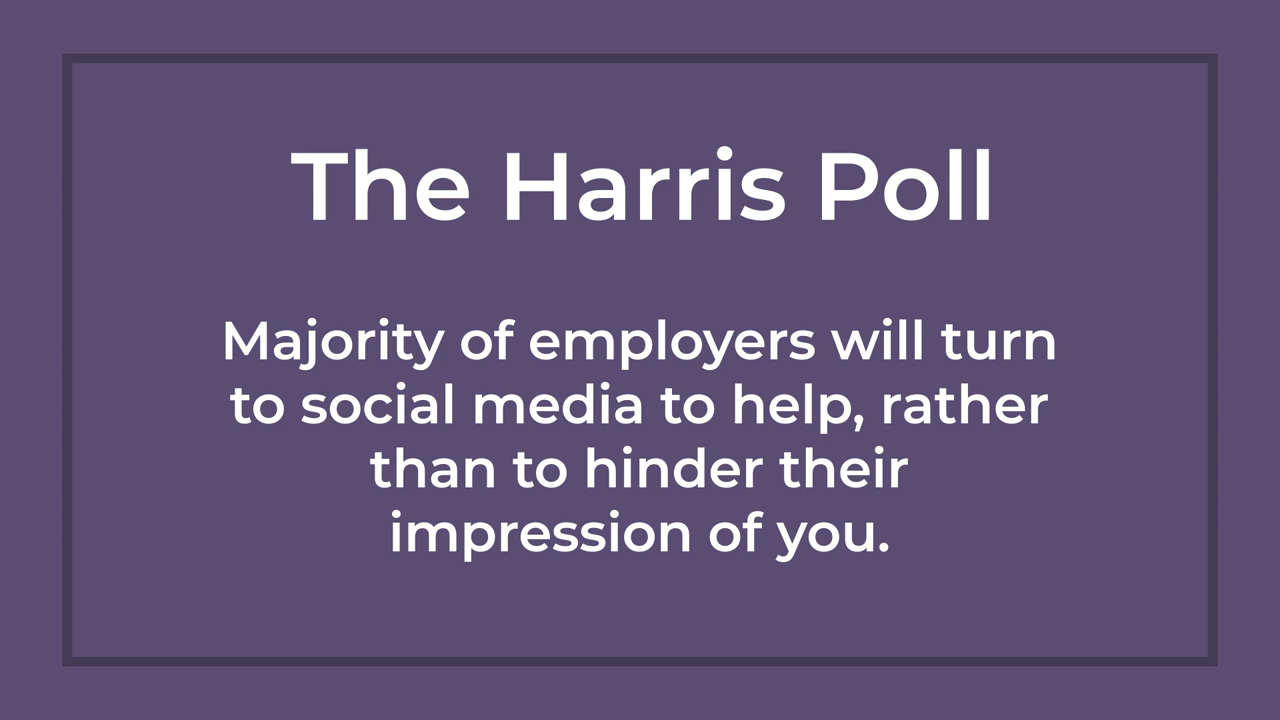 The Harris Poll
Majority of employers will turn
to social media to help, rather
than to hinder their
impression of you.